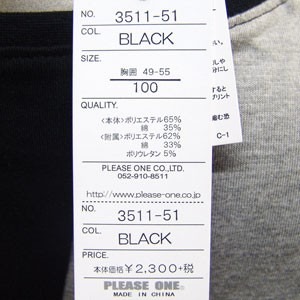 NO. 3511-51
COL. BLACK
SIZE.
胸囲 49-55
100
QUALITY.
<本体>ポリエステル65%
綿 35%
<附属>ポリエステル62%
綿 33%
ポリウレタン 5%
PLEASE ONE CO.,LTD.
052-910-8511
http://www.please-one.co.jp
NO. 3511-51
COL. BLACK
PRICE.
本体価格 ¥2,300+税
PLEASE ONE®
MADE IN CHINA
C-1